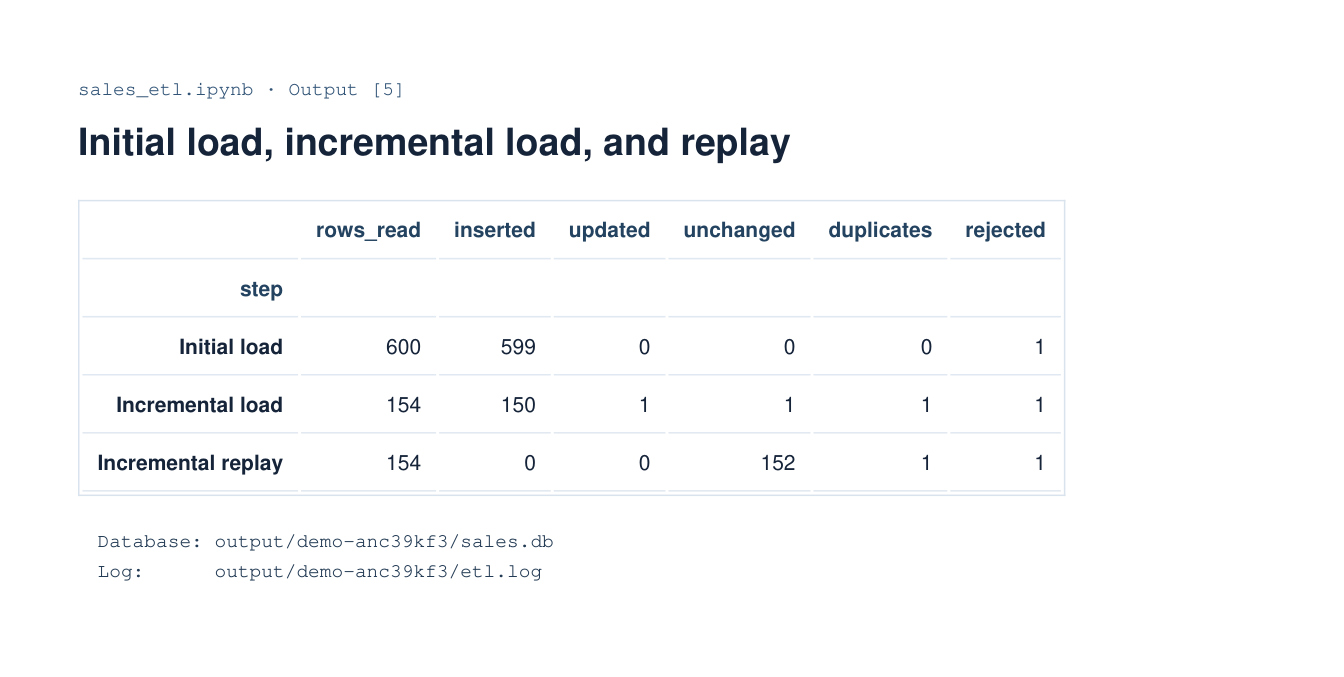 sales_etl.ipynb · Output [5]
Initial load, incremental load, and replay
rows_read inserted updated unchanged duplicates rejected
step
Initial load 600 599 0 0 0 1
Incremental load 154 150 1 1 1 1
Incremental replay 154 0 0 152 1 1
Database: output/demo-anc39kf3/sales.db
Log: output/demo-anc39kf3/etl.log